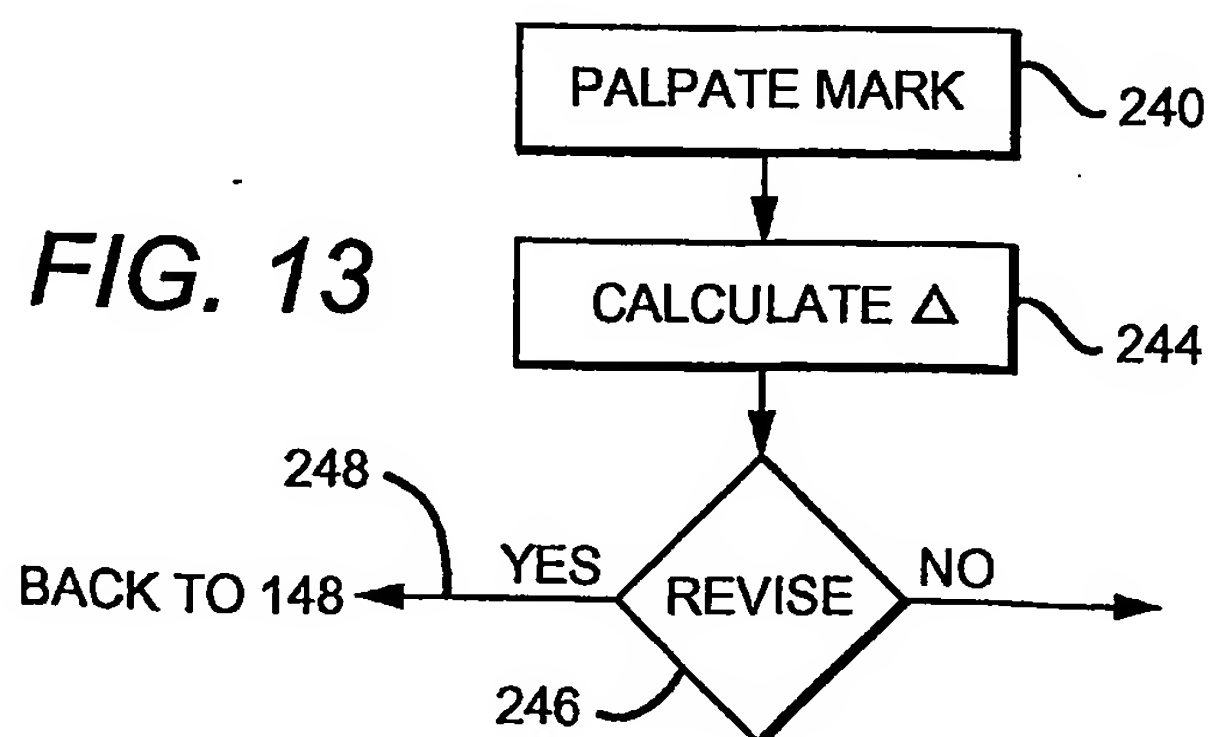 PALPATE MARK
240
FIG. 13
CALCULATE Δ
244
248
YES
NO
BACK TO 148
REVISE
246